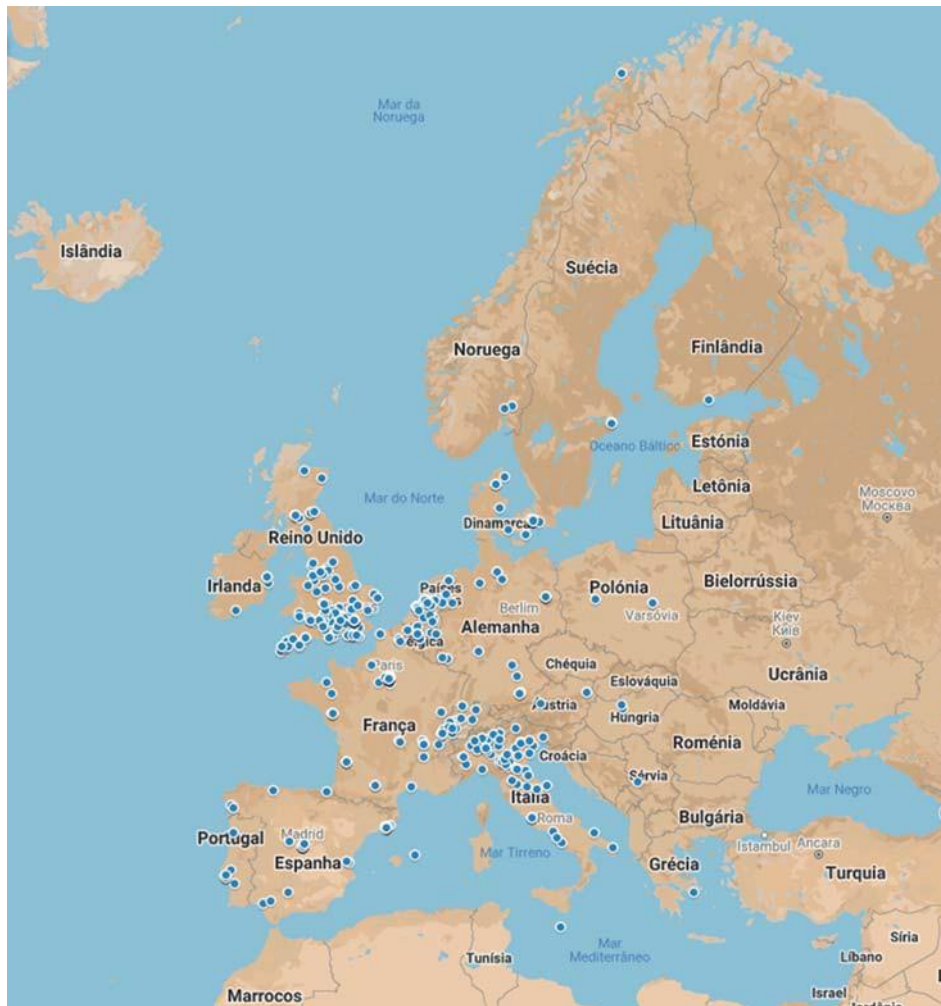 Mar da
Noruega
Islândia
Suécia
Noruega
Finlândia
Oceano Báltico
Estónia
Letônia
Moscovo
Москва
Mar do Norte
Dinamarca
Lituânia
Reino Unido
Irlanda
Países
Bielorrússia
Polónia
Berlim
Varsóvia
Kiev
Київ
Alemanha
Paris
Chéquia
Ucrânia
Eslováquia
Áustria
Moldávia
Hungria
França
Roménia
Croácia
Sérvia
Mar Negro
Itália
Roma
Bulgária
Portugal
Madrid
Istambul
Ancara
Espanha
Mar Tirreno
Grécia
Turquia
Síria
Mar
Mediterrâneo
Tunísia
Líbano
Israel
Marrocos